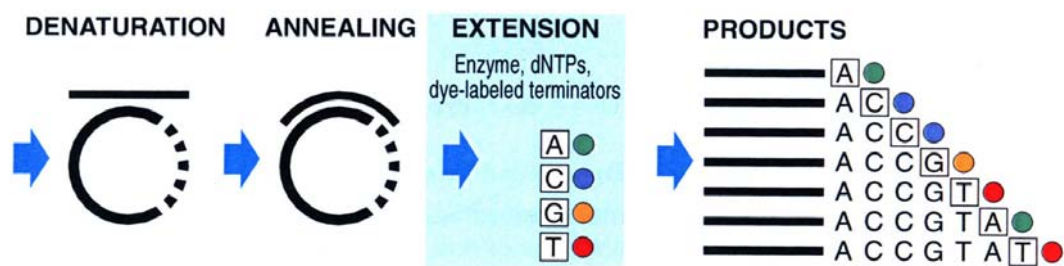 DENATURATION
ANNEALING
EXTENSION
Enzyme, dNTPs,
dye-labeled terminators
A
C
G
T
PRODUCTS
A
A C
A C C
A C C G
A C C G T
A C C G T A
A C C G T A T